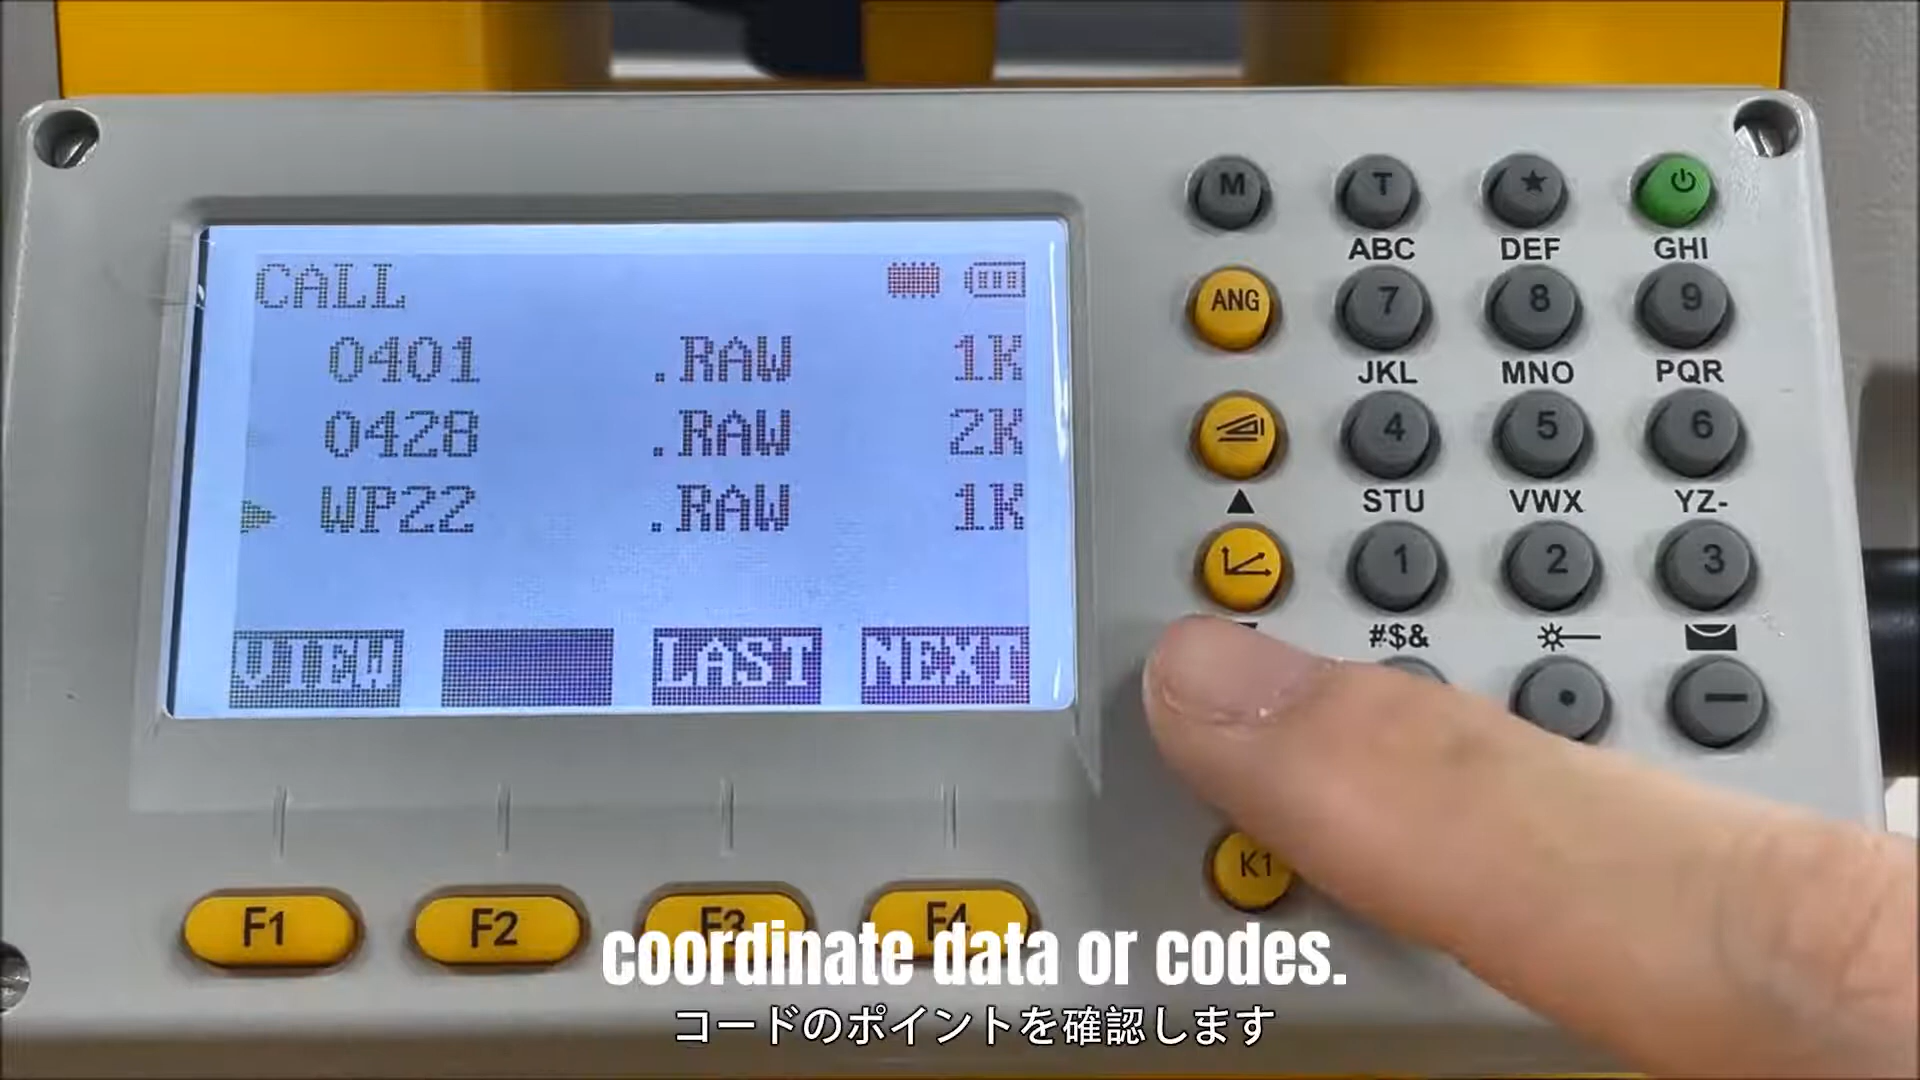 CALL
0401 .RAW 1K
0428 .RAW 2K
WP22 .RAW 1K
VIEW LAST NEXT
M T ★
ABC DEF GHI
ANG 7 8 9
JKL MNO PQR
4 5 6
▲ STU VWX YZ-
1 2 3
#$&
• −
K1
F1 F2 F3 F4
coordinate data or codes.
コードのポイントを確認します